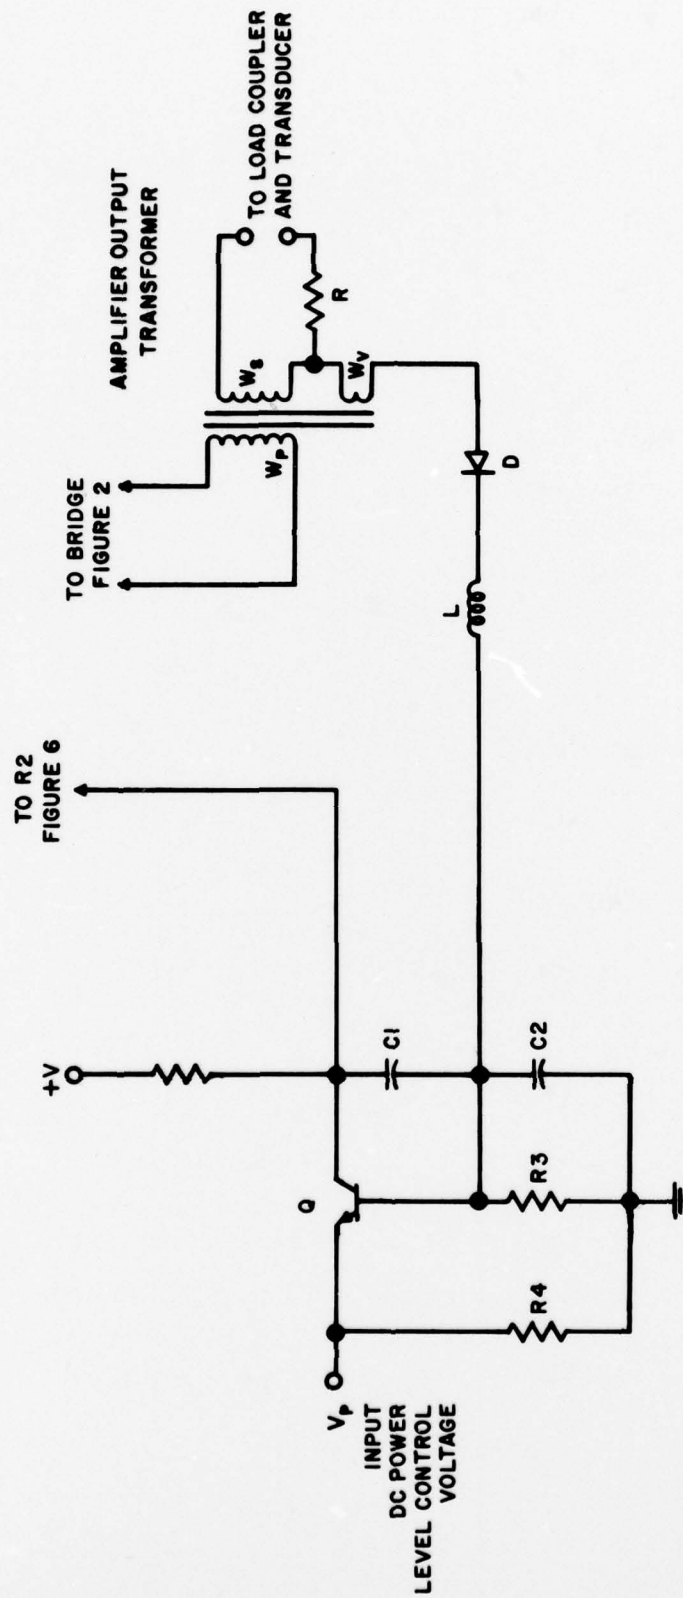 AMPLIFIER OUTPUT
TRANSFORMER
TO LOAD COUPLER
AND TRANSDUCER
TO BRIDGE
FIGURE 2
Ws
Wp
Wv
R
D
L
TO R2
FIGURE 6
+V
C1
C2
Q
R3
R4
Vp
INPUT
DC POWER
LEVEL CONTROL
VOLTAGE